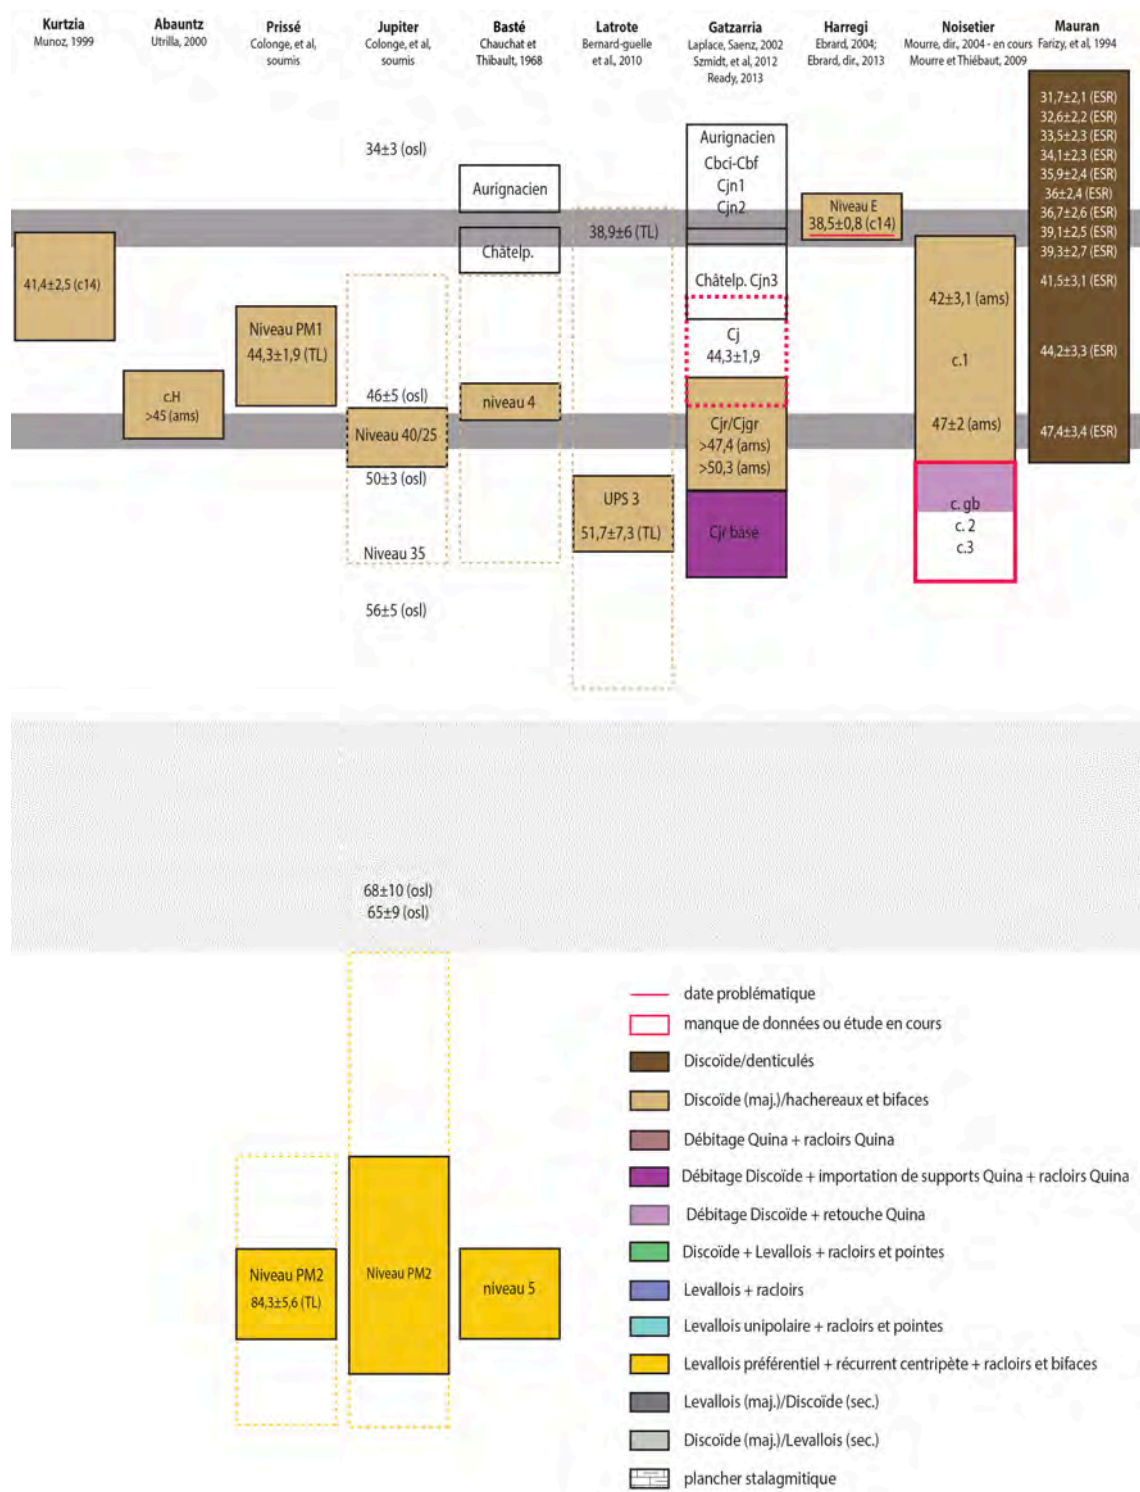 Kurtzia
Munoz, 1999
Abauntz
Utrilla, 2000
Prissé
Colonge, et al,
soumis
Jupiter
Colonge, et al,
soumis
Basté
Chauchat et
Thibault, 1968
Latrote
Bernard-guelle
et al., 2010
Gatzarria
Laplace, Saenz, 2002
Szmidt, et al, 2012
Ready, 2013
Harregi
Ebrard, 2004;
Ebrard, dir., 2013
Noisetier
Mourre, dir., 2004 - en cours
Mourre et Thiébaut, 2009
Mauran
Farizy, et al, 1994
41,4±2,5 (c14)
c.H
>45 (ams)
Niveau PM1
44,3±1,9 (TL)
34±3 (osl)
46±5 (osl)
Niveau 40/25
50±3 (osl)
Niveau 35
56±5 (osl)
68±10 (osl)
65±9 (osl)
Aurignacien
Châtelp.
niveau 4
38,9±6 (TL)
UPS 3
51,7±7,3 (TL)
Aurignacien
Cbci-Cbf
Cjn1
Cjn2
Châtelp. Cjn3
Cj
44,3±1,9
Cjr/Cjgr
>47,4 (ams)
>50,3 (ams)
Cjr base
Niveau E
38,5±0,8 (c14)
42±3,1 (ams)
c.1
47±2 (ams)
c. gb
c. 2
c.3
31,7±2,1 (ESR)
32,6±2,2 (ESR)
33,5±2,3 (ESR)
34,1±2,3 (ESR)
35,9±2,4 (ESR)
36±2,4 (ESR)
36,7±2,6 (ESR)
39,1±2,5 (ESR)
39,3±2,7 (ESR)
41,5±3,1 (ESR)
44,2±3,3 (ESR)
47,4±3,4 (ESR)
Niveau PM2
84,3±5,6 (TL)
Niveau PM2
niveau 5
date problématique
manque de données ou étude en cours
Discoïde/denticulés
Discoïde (maj.)/hachereaux et bifaces
Débitage Quina + racloirs Quina
Débitage Discoïde + importation de supports Quina + racloirs Quina
Débitage Discoïde + retouche Quina
Discoïde + Levallois + racloirs et pointes
Levallois + racloirs
Levallois unipolaire + racloirs et pointes
Levallois préférentiel + récurrent centripète + racloirs et bifaces
Levallois (maj.)/Discoïde (sec.)
Discoïde (maj.)/Levallois (sec.)
plancher stalagmitique